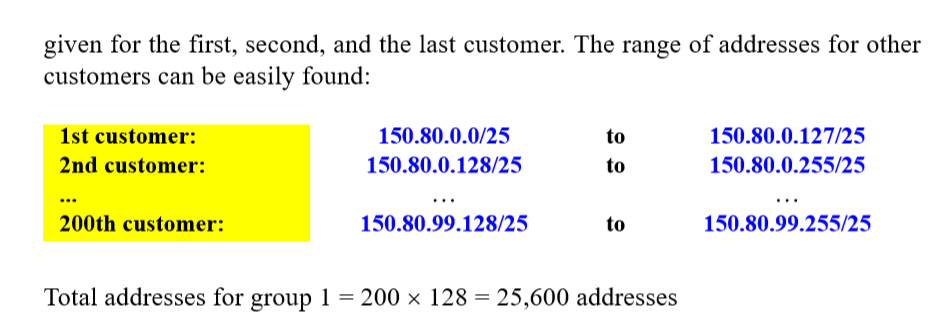 given for the first, second, and the last customer. The range of addresses for other
customers can be easily found:
1st customer: 150.80.0.0/25 to 150.80.0.127/25
2nd customer: 150.80.0.128/25 to 150.80.0.255/25
... ... ...
200th customer: 150.80.99.128/25 to 150.80.99.255/25
Total addresses for group 1 = 200 × 128 = 25,600 addresses